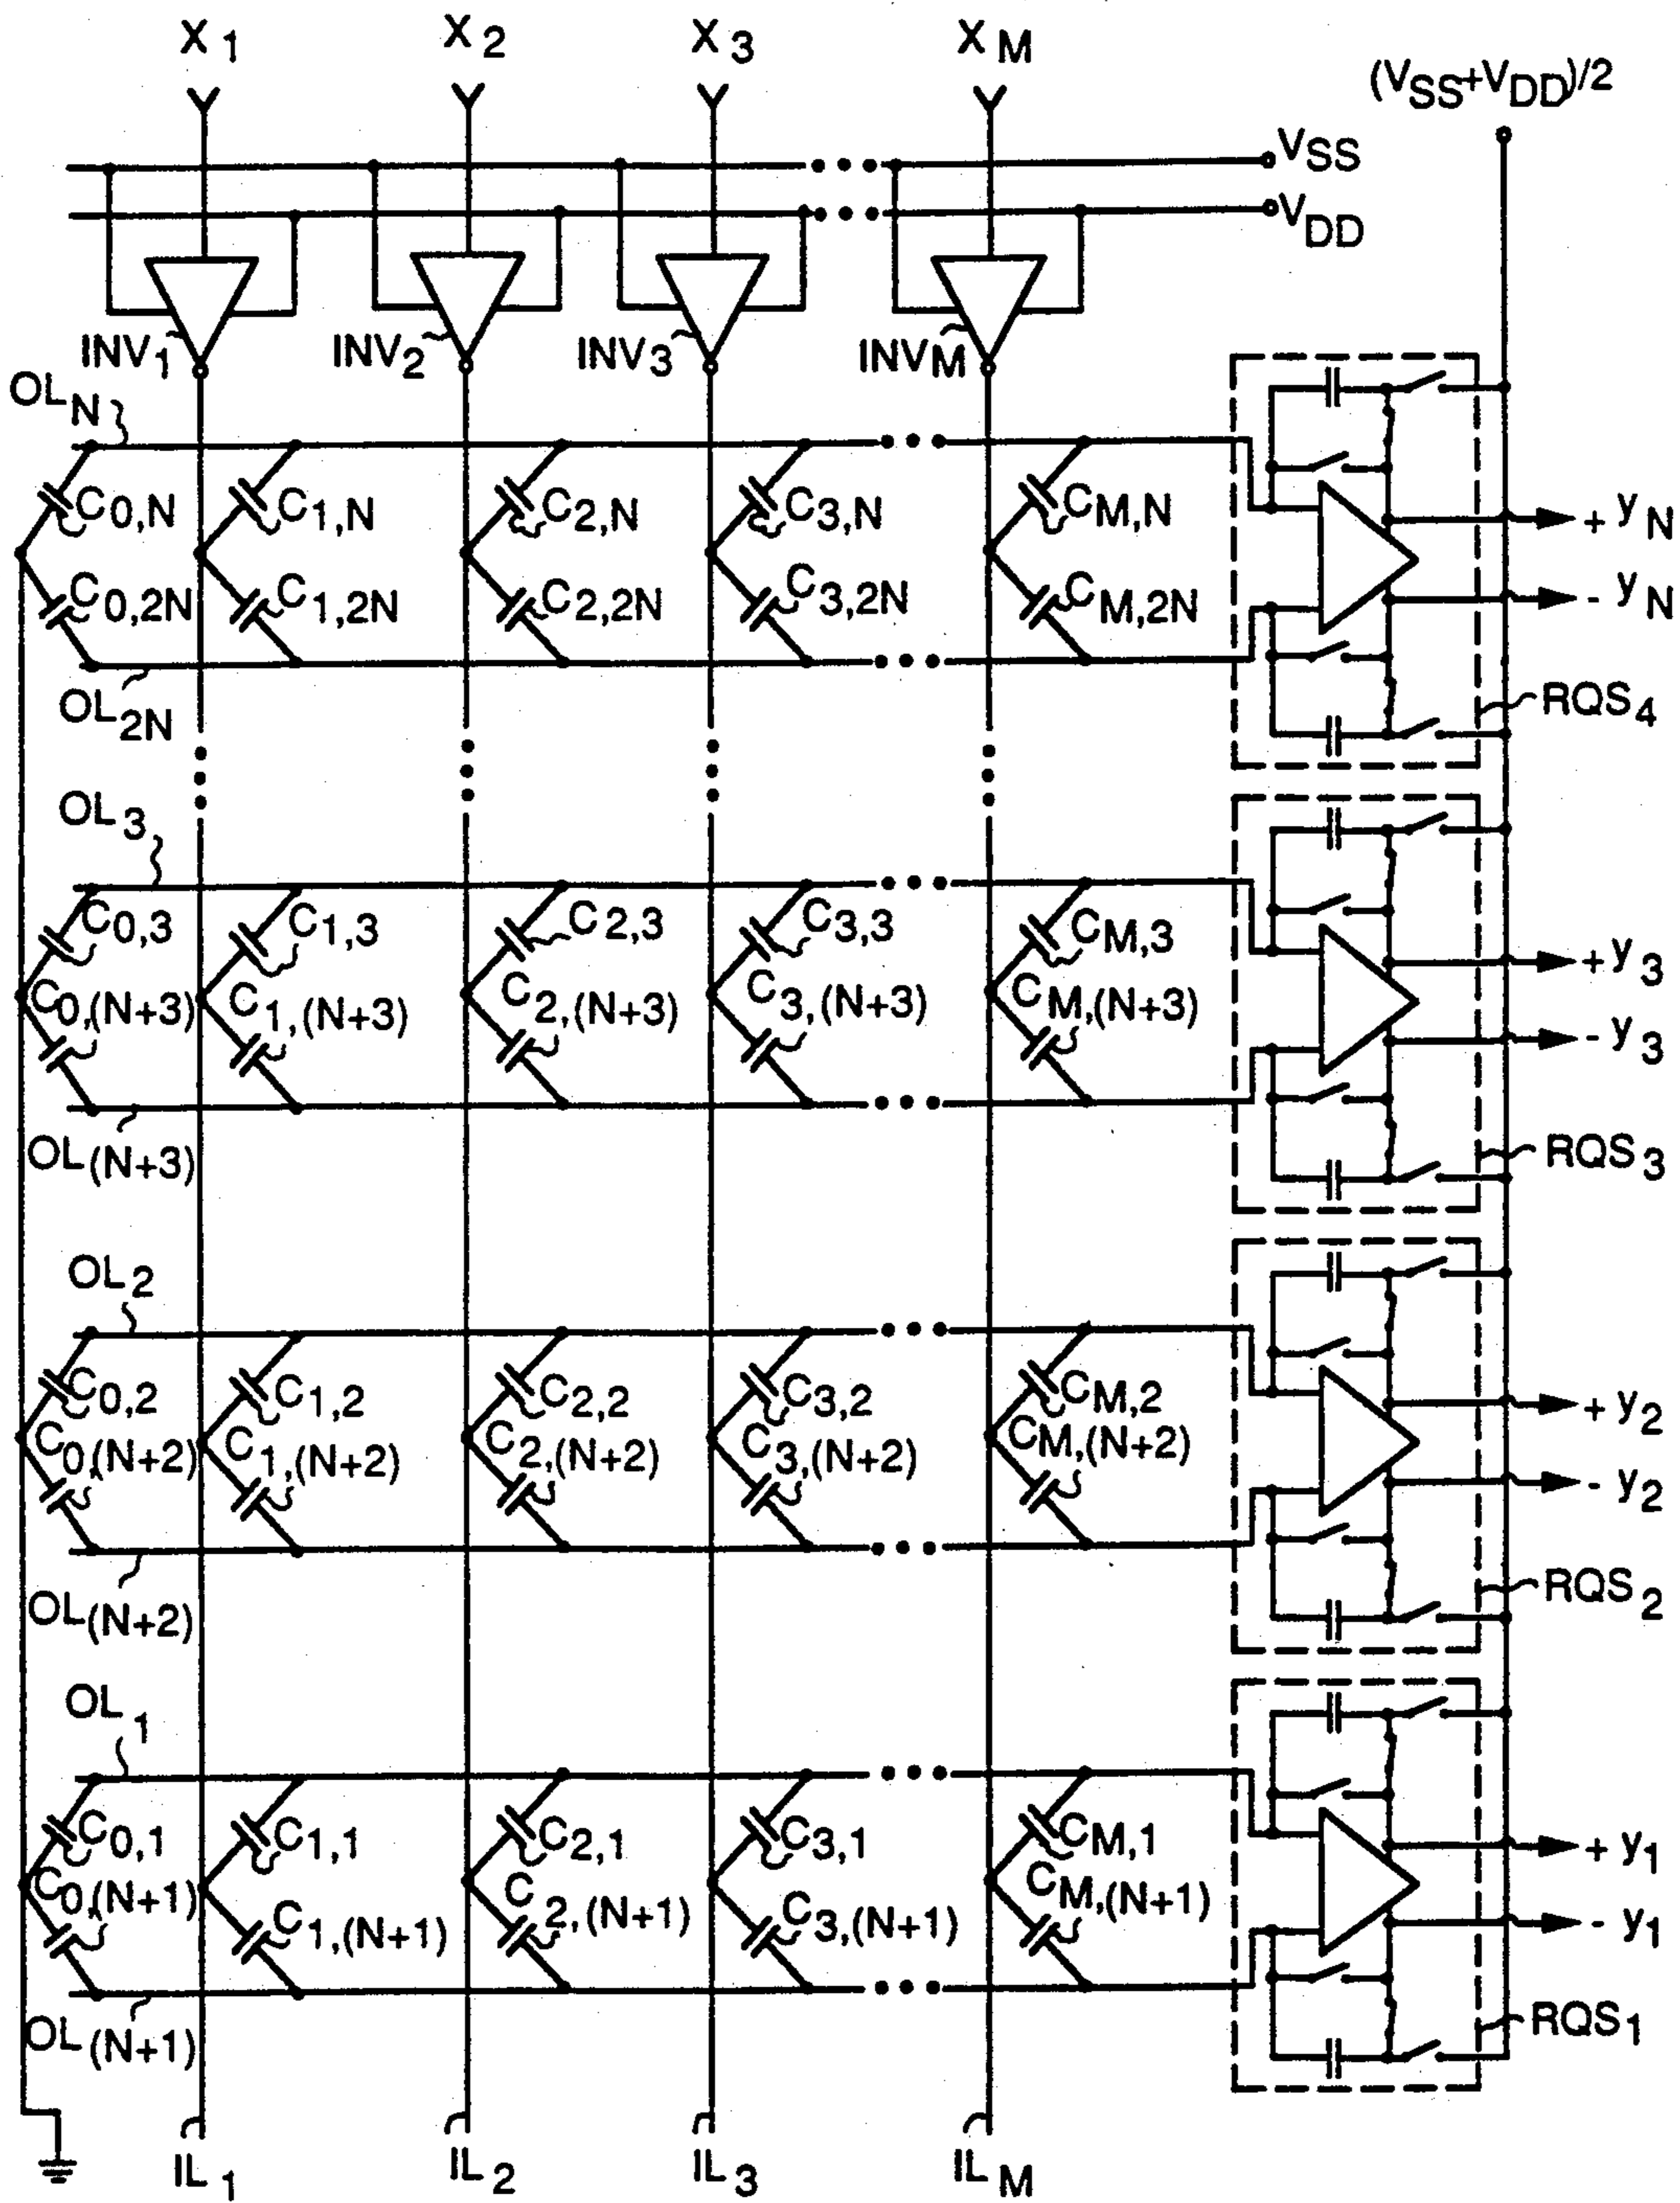 X1 X2 X3 XM
(VSS+VDD)/2
VSS
VDD
INV1 INV2 INV3 INVM
OLN
C0,N C1,N C2,N C3,N CM,N
+ yN
C0,2N C1,2N C2,2N C3,2N CM,2N
- yN
OL2N
RQS4
OL3
C0,3 C1,3 C2,3 C3,3 CM,3
+ y3
C0,(N+3) C1,(N+3) C2,(N+3) C3,(N+3) CM,(N+3)
- y3
OL(N+3)
RQS3
OL2
C0,2 C1,2 C2,2 C3,2 CM,2
+ y2
C0,(N+2) C1,(N+2) C2,(N+2) C3,(N+2) CM,(N+2)
- y2
OL(N+2)
RQS2
OL1
C0,1 C1,1 C2,1 C3,1 CM,1
+ y1
C0,(N+1) C1,(N+1) C2,(N+1) C3,(N+1) CM,(N+1)
- y1
OL(N+1)
RQS1
IL1 IL2 IL3 ILM